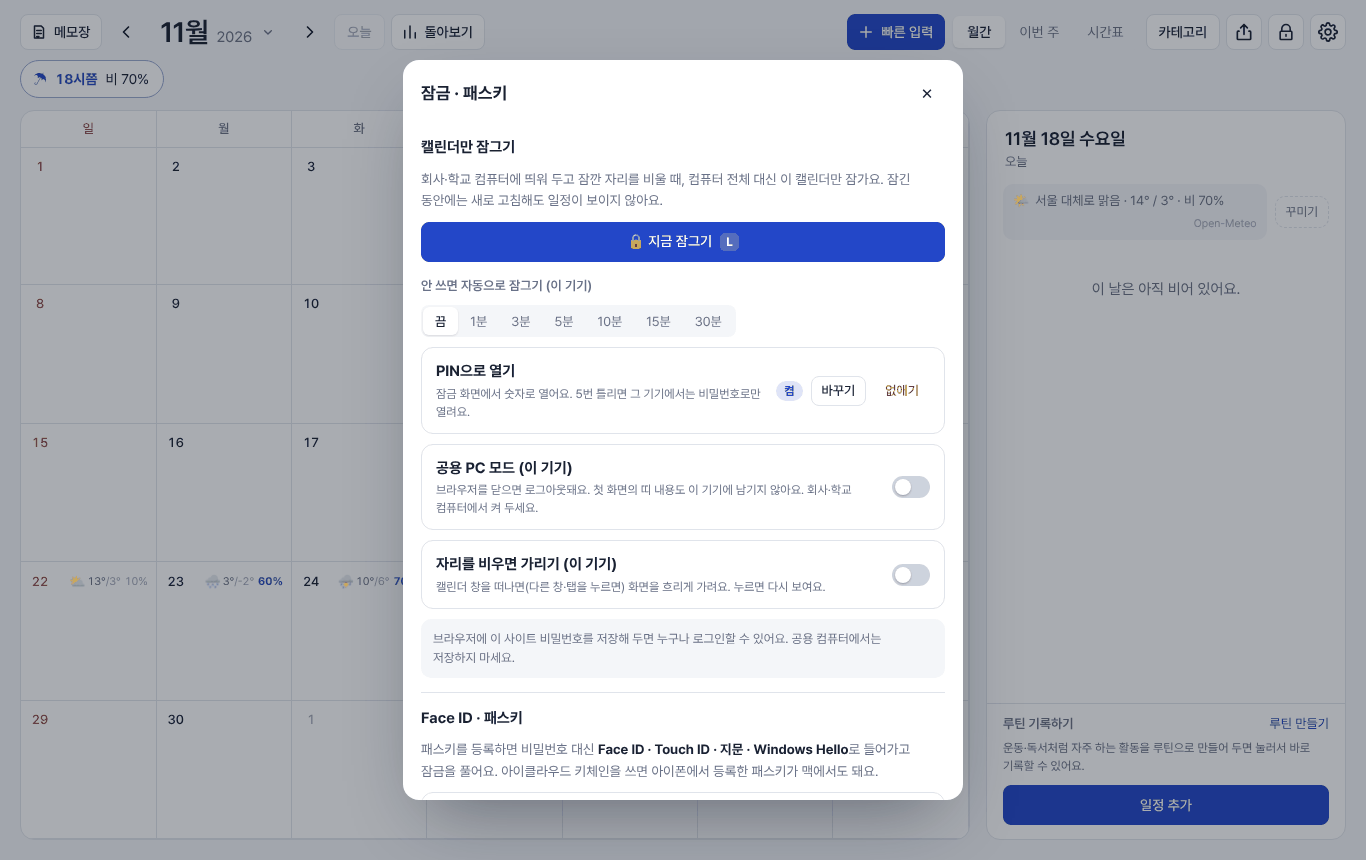 메모장
11월 2026
오늘
돌아보기
빠른 입력
월간
이번 주
시간표
카테고리
18시쯤 비 70%
잠금 · 패스키
캘린더만 잠그기
회사·학교 컴퓨터에 띄워 두고 잠깐 자리를 비울 때, 컴퓨터 전체 대신 이 캘린더만 잠가요. 잠긴
동안에는 새로 고침해도 일정이 보이지 않아요.
지금 잠그기 L
안 쓰면 자동으로 잠그기 (이 기기)
끔 1분 3분 5분 10분 15분 30분
PIN으로 열기
잠금 화면에서 숫자로 열어요. 5번 틀리면 그 기기에서는 비밀번호로만
열려요.
켬 바꾸기 없애기
공용 PC 모드 (이 기기)
브라우저를 닫으면 로그아웃돼요. 첫 화면의 띠 내용도 이 기기에 남기지 않아요. 회사·학교
컴퓨터에서 켜 두세요.
자리를 비우면 가리기 (이 기기)
캘린더 창을 떠나면(다른 창·탭을 누르면) 화면을 흐리게 가려요. 누르면 다시 보여요.
브라우저에 이 사이트 비밀번호를 저장해 두면 누구나 로그인할 수 있어요. 공용 컴퓨터에서는
저장하지 마세요.
Face ID · 패스키
패스키를 등록하면 비밀번호 대신 Face ID · Touch ID · 지문 · Windows Hello로 들어가고
잠금을 풀어요. 아이클라우드 키체인을 쓰면 아이폰에서 등록한 패스키가 맥에서도 돼요.
일 월 화
1 2 3
8 9 10
15 16 17
22 13°/3° 10% 23 3°/-2° 60% 24 10°/6°
29 30 1
11월 18일 수요일
오늘
서울 대체로 맑음 · 14° / 3° · 비 70%
Open-Meteo
꾸미기
이 날은 아직 비어 있어요.
루틴 기록하기 루틴 만들기
운동·독서처럼 자주 하는 활동을 루틴으로 만들어 두면 눌러서 바로
기록할 수 있어요.
일정 추가